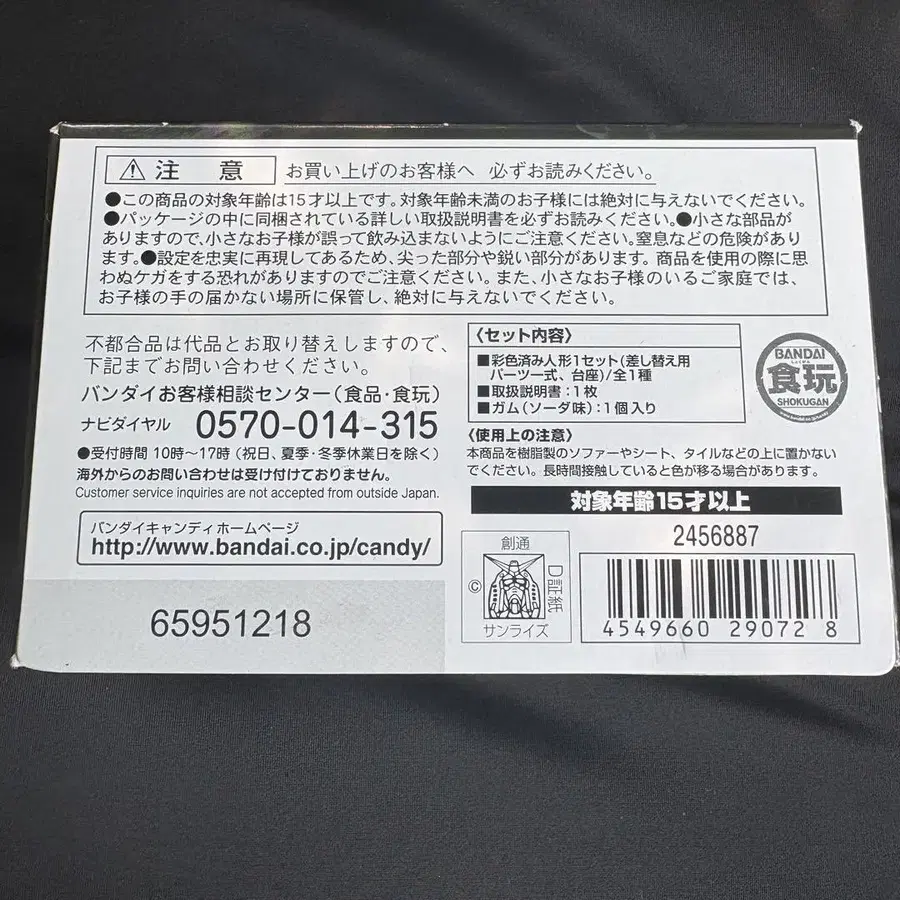 注意 お買い上げのお客様へ 必ずお読みください。
●この商品の対象年齢は15才以上です。対象年齢未満のお子様には絶対に与えないでください。
●パッケージの中に同梱されている詳しい取扱説明書を必ずお読みください。●小さな部品が
ありますので、小さなお子様が誤って飲み込まないようにご注意ください。窒息などの危険があり
ます。●設定を忠実に再現してあるため、尖った部分や鋭い部分があります。商品を使用の際に思
わぬケガをする恐れがありますのでご注意ください。また、小さなお子様のいるご家庭では、
お子様の手の届かない場所に保管し、絶対に与えないでください。
不都合品は代品とお取り替えしますので、
下記までお問い合わせください。
バンダイお客様相談センター(食品・食玩)
ナビダイヤル 0570-014-315
●受付時間 10時~17時(祝日、夏季・冬季休業日を除く)
海外からのお問い合わせは受け付けておりません。
Customer service inquiries are not accepted from outside Japan.
バンダイキャンディホームページ
http://www.bandai.co.jp/candy/
65951218
〈セット内容〉
■彩色済み人形1セット(差し替え用
パーツ一式、台座)/全1種
■取扱説明書:1枚
■ガム(ソーダ味):1個入り
BANDAI
食玩
SHOKUGAN
〈使用上の注意〉
本商品を樹脂製のソファーやシート、タイルなどの上に置かない
でください。長時間接触していると色が移る場合があります。
対象年齢15才以上
2456887
創通
©
D証紙
サンライズ
4549660 290728